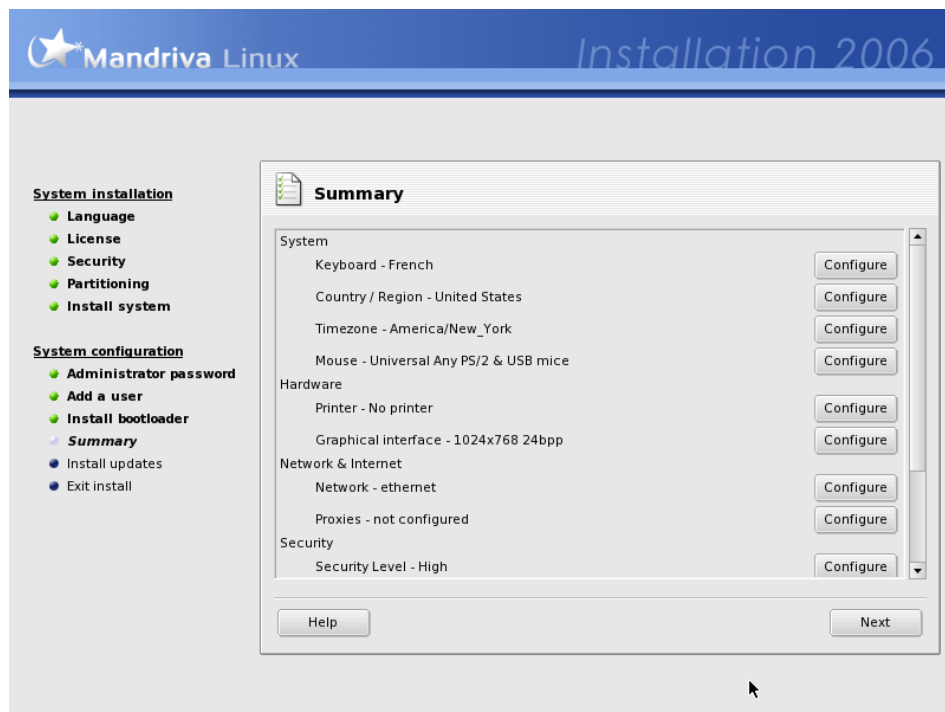 Mandriva Linux
Installation 2006
System installation
Language
License
Security
Partitioning
Install system
System configuration
Administrator password
Add a user
Install bootloader
Summary
Install updates
Exit install
Summary
System
Keyboard - French
Configure
Country / Region - United States
Configure
Timezone - America/New_York
Configure
Mouse - Universal Any PS/2 & USB mice
Configure
Hardware
Printer - No printer
Configure
Graphical interface - 1024x768 24bpp
Configure
Network & Internet
Network - ethernet
Configure
Proxies - not configured
Configure
Security
Security Level - High
Configure
Help
Next